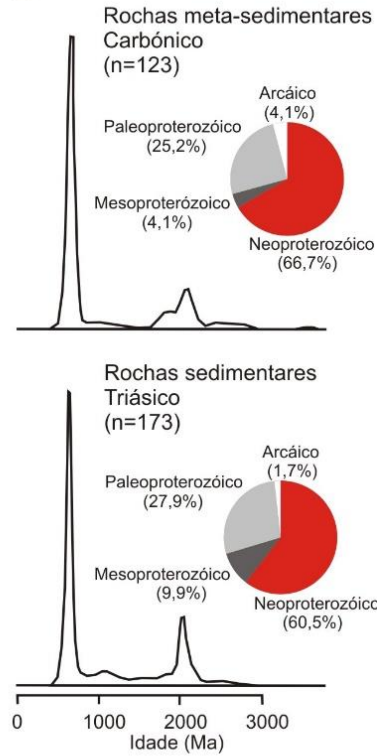 Rochas meta-sedimentares
Carbónico
(n=123)
Arcáico
(4,1%)
Paleoproterozóico
(25,2%)
Mesoproterózoico
(4,1%)
Neoproterozóico
(66,7%)
Rochas sedimentares
Triásico
(n=173)
Arcáico
(1,7%)
Paleoproterozóico
(27,9%)
Mesoproterozóico
(9,9%)
Neoproterozóico
(60,5%)
0 1000 2000 3000
Idade (Ma)